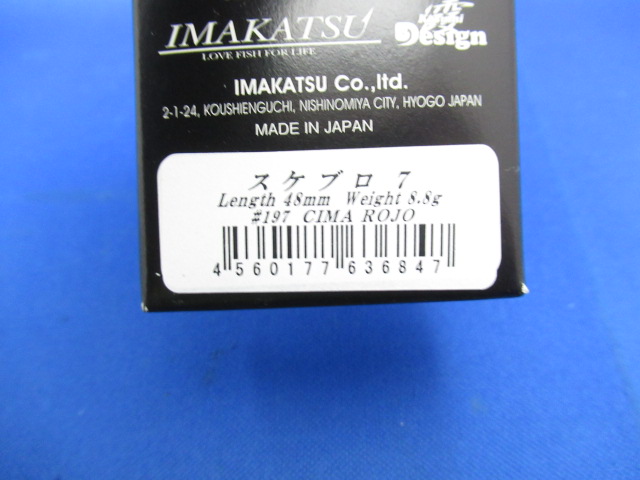 IMAKATSU
LOVE FISH FOR LIFE
Design
IMAKATSU Co.,ltd.
2-1-24, KOUSHIENGUCHI, NISHINOMIYA CITY, HYOGO JAPAN
MADE IN JAPAN
スケブロ 7
Length 48mm Weight 8.8g
#197 CIMA ROJO
4 560177 636847